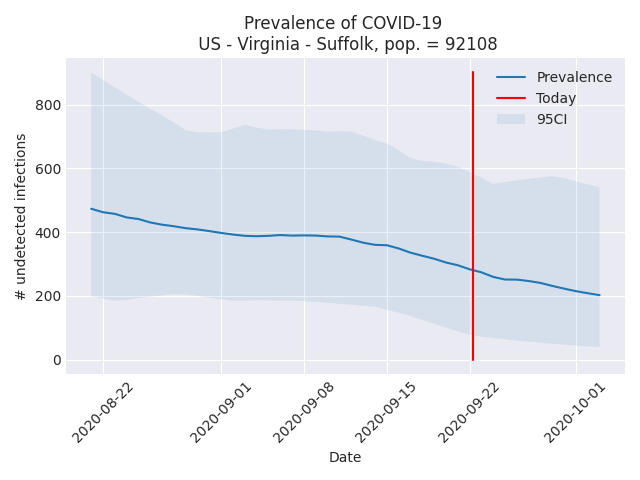 Prevalence of COVID-19
US - Virginia - Suffolk, pop. = 92108
Prevalence
Today
95CI
800
600
400
200
0
# undetected infections
2020-08-22
2020-09-01
2020-09-08
2020-09-15
2020-09-22
2020-10-01
Date